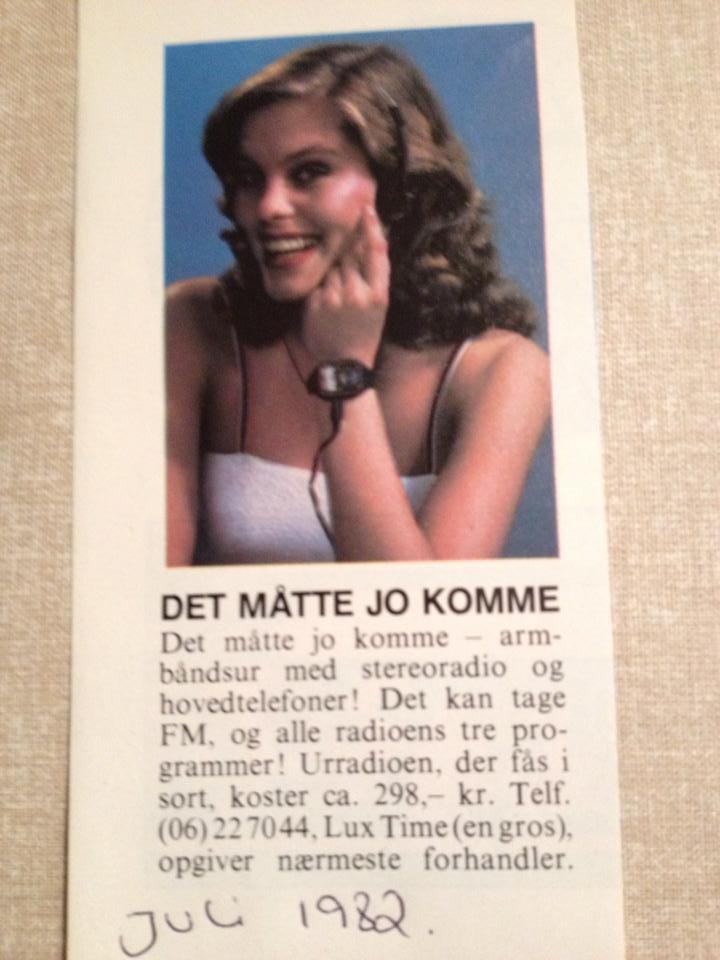 DET MÅTTE JO KOMME
Det måtte jo komme – arm-
båndsur med stereoradio og
hovedtelefoner! Det kan tage
FM, og alle radioens tre pro-
grammer! Urradioen, der fås i
sort, koster ca. 298,– kr. Telf.
(06) 22 70 44, Lux Time (en gros),
opgiver nærmeste forhandler.
Juli 1982.